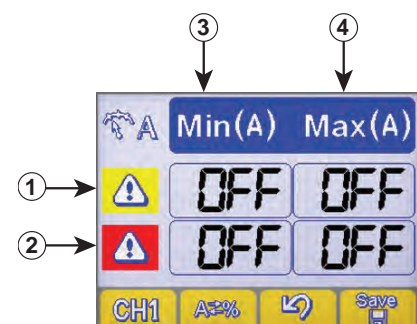 3 4
A Min(A) Max(A)
1 OFF OFF
2 OFF OFF
CH1 A⇄% Save